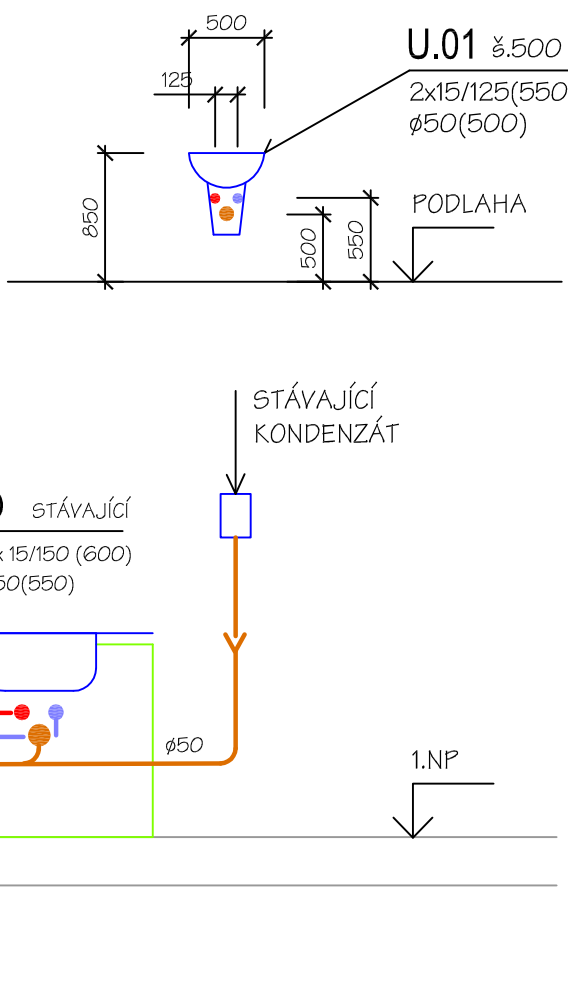 500
U.01 š.500
125
2x15/125(550
ø50(500)
850
500
550
PODLAHA
STÁVAJÍCÍ
KONDENZÁT
STÁVAJÍCÍ
x 15/150 (600)
50(550)
ø50
1.NP